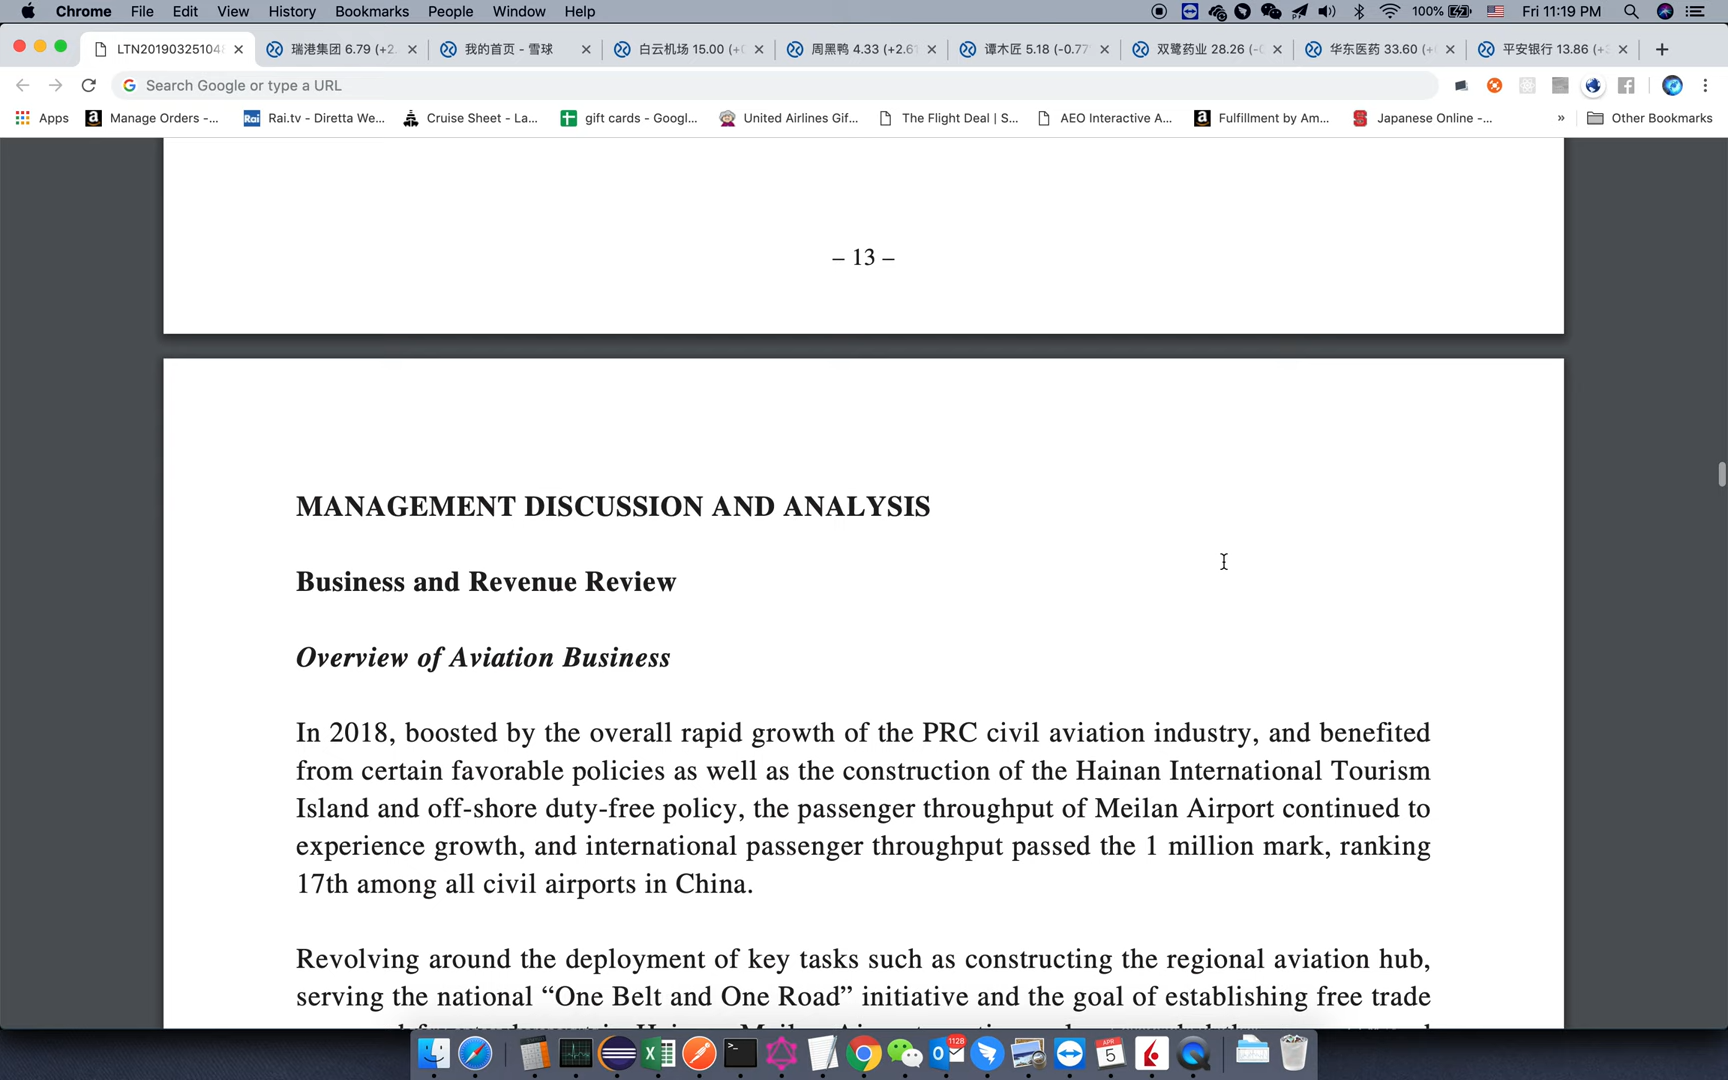 Chrome File Edit View History Bookmarks People Window Help 100% Fri 11:19 PM
LTN20190325104 瑞港集团 6.79 (+2. 我的首页 - 雪球 白云机场 15.00 (+0 周黑鸭 4.33 (+2.61 谭木匠 5.18 (-0.77 双鹭药业 28.26 (-0 华东医药 33.60 (+ 平安银行 13.86 (+
Search Google or type a URL
Apps Manage Orders -... Rai.tv - Diretta We... Cruise Sheet - La... gift cards - Googl... United Airlines Gif... The Flight Deal | S... AEO Interactive A... Fulfillment by Am... Japanese Online -... » Other Bookmarks
– 13 –
MANAGEMENT DISCUSSION AND ANALYSIS
Business and Revenue Review
Overview of Aviation Business
In 2018, boosted by the overall rapid growth of the PRC civil aviation industry, and benefited
from certain favorable policies as well as the construction of the Hainan International Tourism
Island and off-shore duty-free policy, the passenger throughput of Meilan Airport continued to
experience growth, and international passenger throughput passed the 1 million mark, ranking
17th among all civil airports in China.
Revolving around the deployment of key tasks such as constructing the regional aviation hub,
serving the national “One Belt and One Road” initiative and the goal of establishing free trade
1128
APR
5